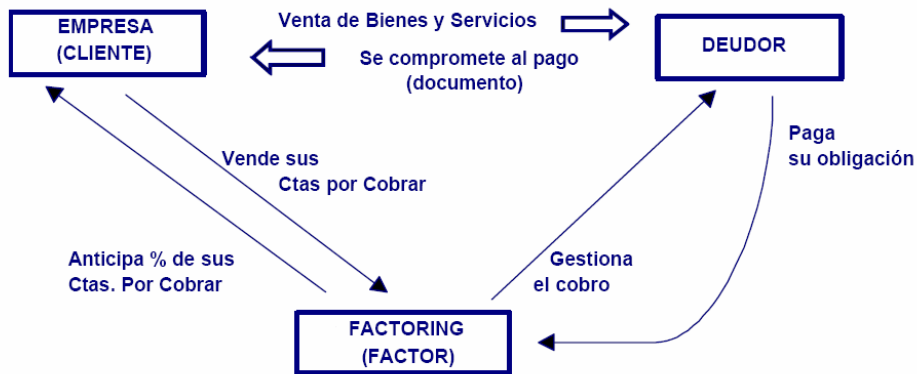 EMPRESA
(CLIENTE)
Venta de Bienes y Servicios
Se compromete al pago
(documento)
DEUDOR
Vende sus
Ctas por Cobrar
Paga
su obligación
Anticipa % de sus
Ctas. Por Cobrar
Gestiona
el cobro
FACTORING
(FACTOR)